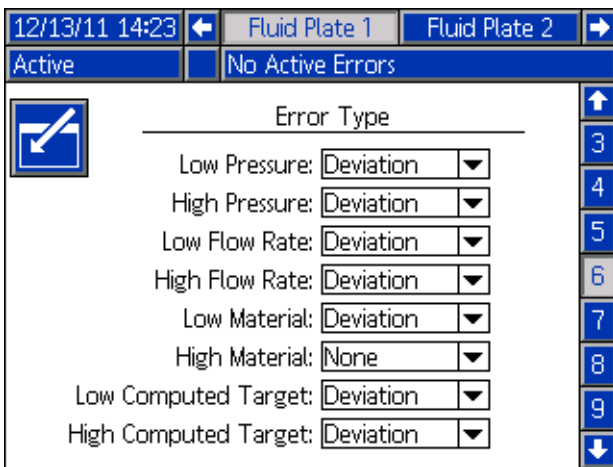 12/13/11 14:23 Fluid Plate 1 Fluid Plate 2
Active No Active Errors
Error Type
Low Pressure: Deviation
High Pressure: Deviation
Low Flow Rate: Deviation
High Flow Rate: Deviation
Low Material: Deviation
High Material: None
Low Computed Target: Deviation
High Computed Target: Deviation
3
4
5
6
7
8
9